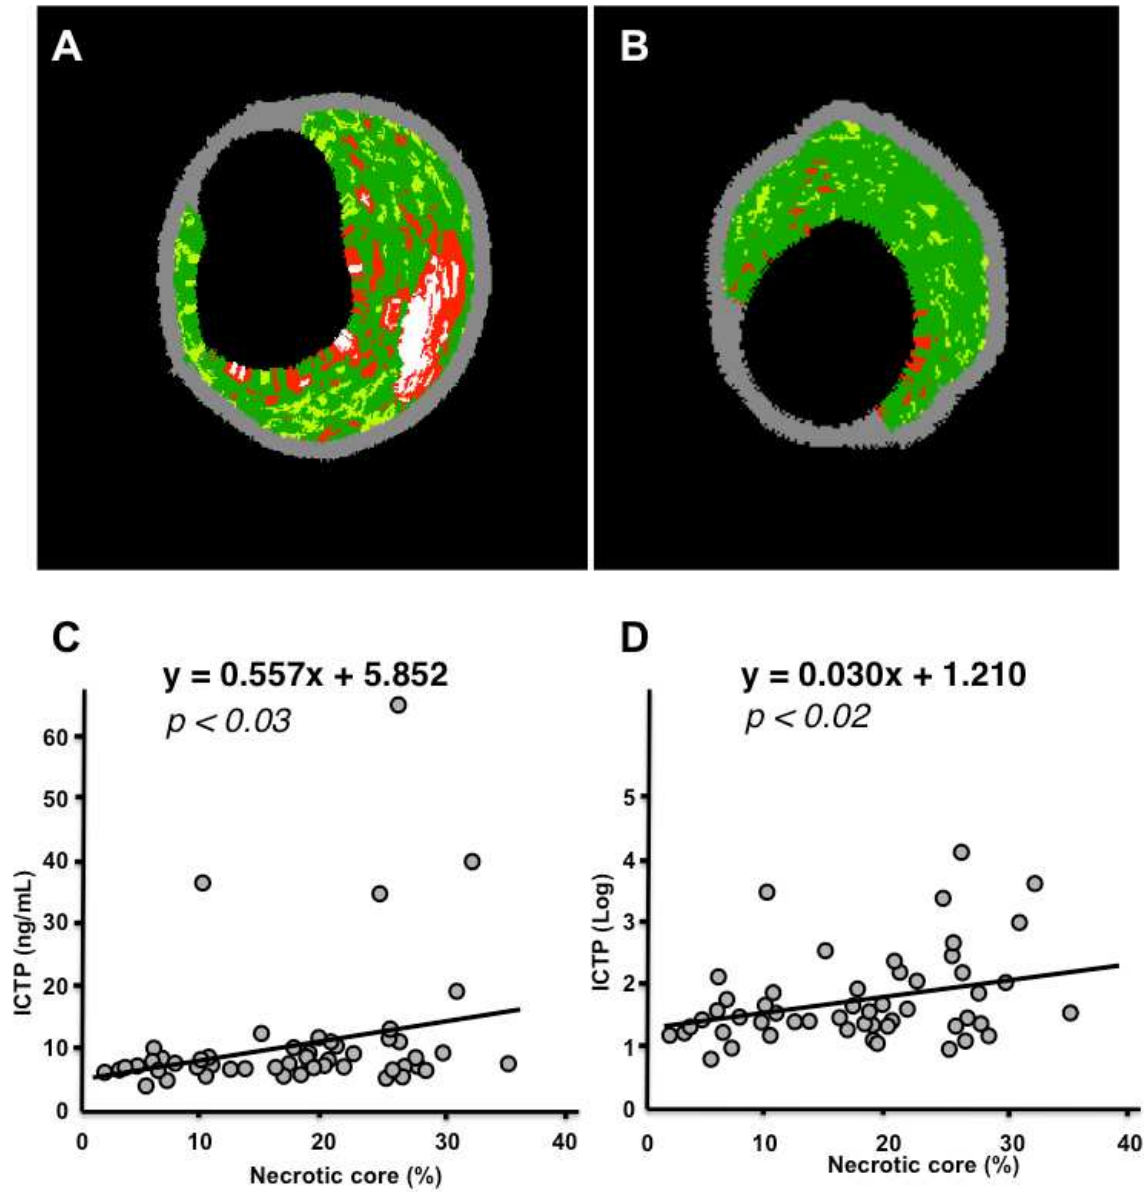 A
B
C
y = 0.557x + 5.852
p < 0.03
60
50
40
30
20
10
0
ICTP (ng/mL)
0 10 20 30 40
Necrotic core (%)
D
y = 0.030x + 1.210
p < 0.02
5
4
3
2
1
0
ICTP (Log)
0 10 20 30 40
Necrotic core (%)